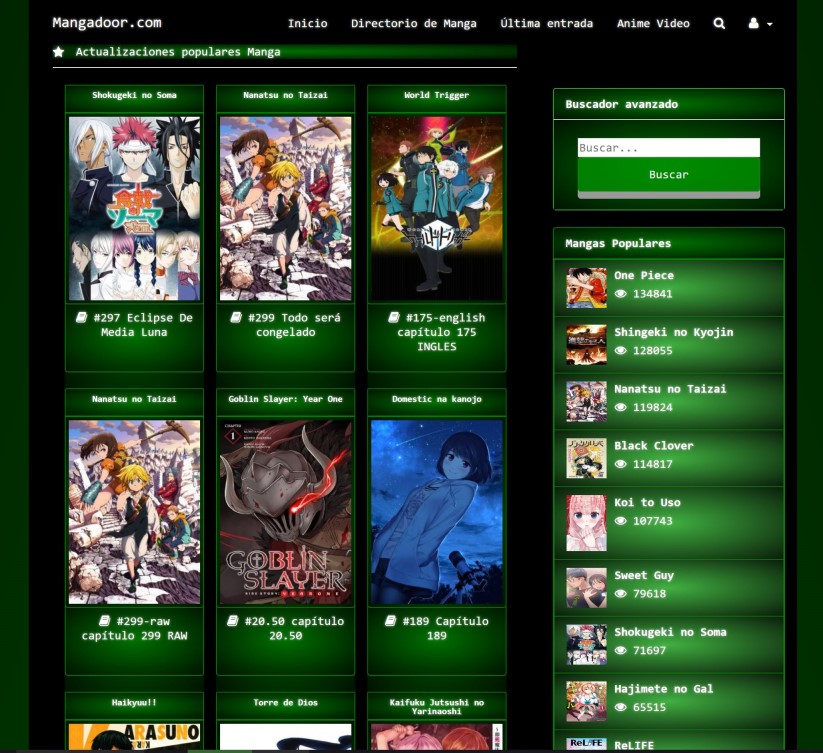 Mangadoor.com
Inicio
Directorio de Manga
Última entrada
Anime Video
Actualizaciones populares Manga
Shokugeki no Soma
#297 Eclipse De
Media Luna
Nanatsu no Taizai
#299 Todo será
congelado
World Trigger
#175-english
capítulo 175
INGLES
Nanatsu no Taizai
#299-raw
capítulo 299 RAW
Goblin Slayer: Year One
1
GOBLIN
SLAYER
#20.50 capítulo
20.50
Domestic na kanojo
#189 Capítulo
189
Haikyuu!!
ARASUNO
Torre de Dios
Kaifuku Jutsushi no
Yarinaoshi
Buscador avanzado
Buscar...
Buscar
Mangas Populares
One Piece
134841
Shingeki no Kyojin
128055
Nanatsu no Taizai
119824
Black Clover
114817
Koi to Uso
107743
Sweet Guy
79618
Shokugeki no Soma
71697
Hajimete no Gal
65515
ReLIFE
ReLIFE